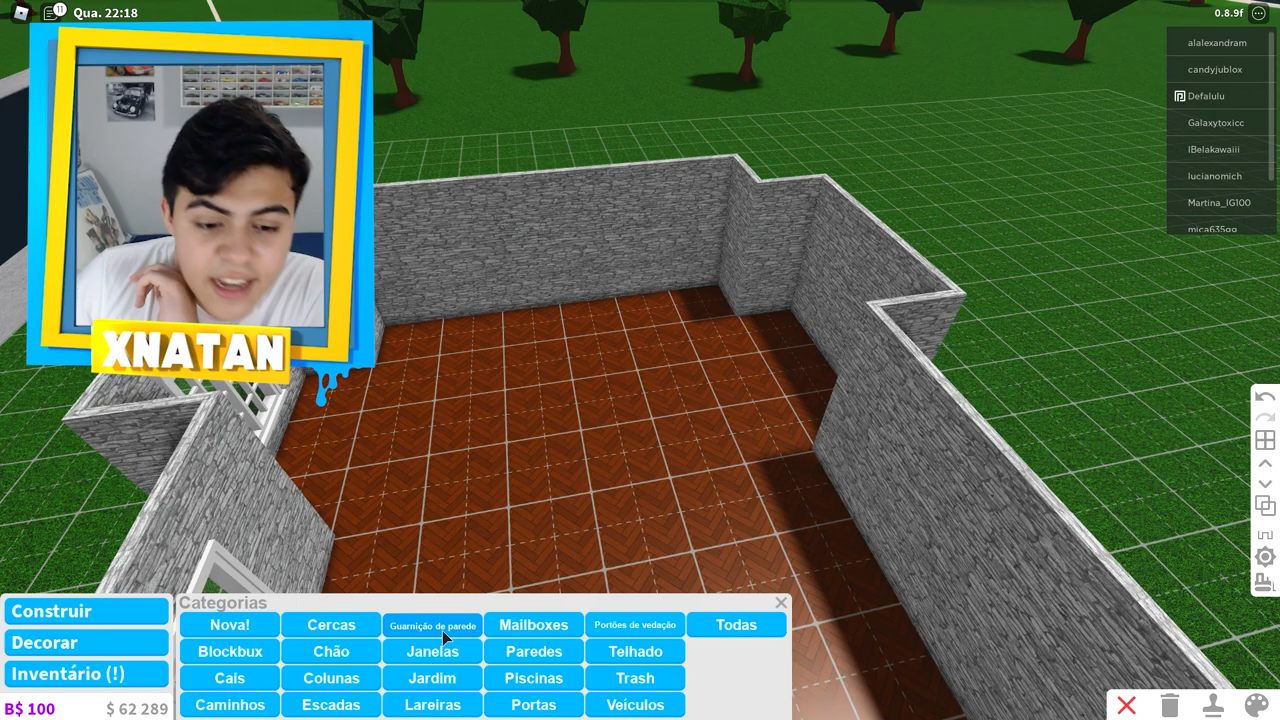 11
Qua. 22:18
0.8.9f
alalexandram
candyjublox
Defalulu
Galaxytoxicc
IBelakawaiii
lucianomich
Martina_IG100
mica635gg
XNATAN
Construir
Decorar
Inventário (!)
B$ 100
$ 62 289
Categorias
Nova!
Cercas
Guarnição de parede
Mailboxes
Portões de vedação
Todas
Blockbux
Chão
Janelas
Paredes
Telhado
Cais
Colunas
Jardim
Piscinas
Trash
Caminhos
Escadas
Lareiras
Portas
Veículos